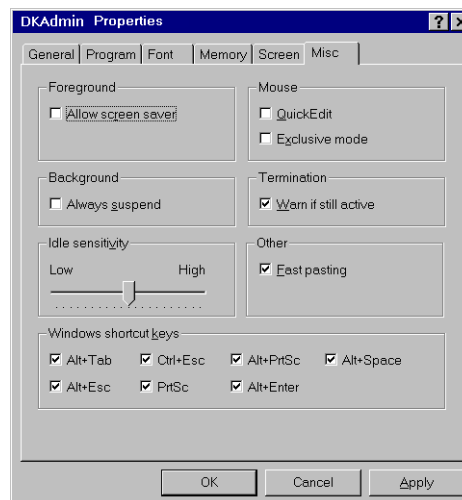 DKAdmin Properties
General Program Font Memory Screen Misc
Foreground
Allow screen saver
Mouse
QuickEdit
Exclusive mode
Background
Always suspend
Termination
Warn if still active
Idle sensitivity
Low High
Other
Fast pasting
Windows shortcut keys
Alt+Tab Ctrl+Esc Alt+PrtSc Alt+Space
Alt+Esc PrtSc Alt+Enter
OK Cancel Apply